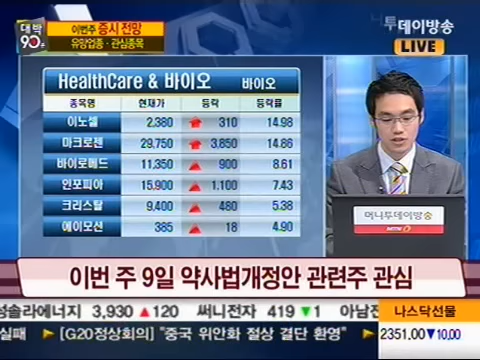 대박
90분
이번주 증시 전망
유망업종·관심종목
투데이방송
LIVE
HealthCare & 바이오 바이오
종목명 현재가 등락 등락률
이노셀 2,380 310 14.98
마크로젠 29,750 3,850 14.86
바이로메드 11,350 ▲ 900 8.61
인포피아 15,900 ▲ 1,100 7.43
크리스탈 9,400 ▲ 480 5.38
에이모션 385 ▲ 18 4.90
머니투데이방송
MTN
이번 주 9일 약사법개정안 관련주 관심
성솔라에너지 3,930 ▲120 써니전자 419 ▼1 아남전
나스닥선물
실패 ▶ [G20정상회의] "중국 위안화 절상 결단 환영" ▶
2351,00 ▼10,00